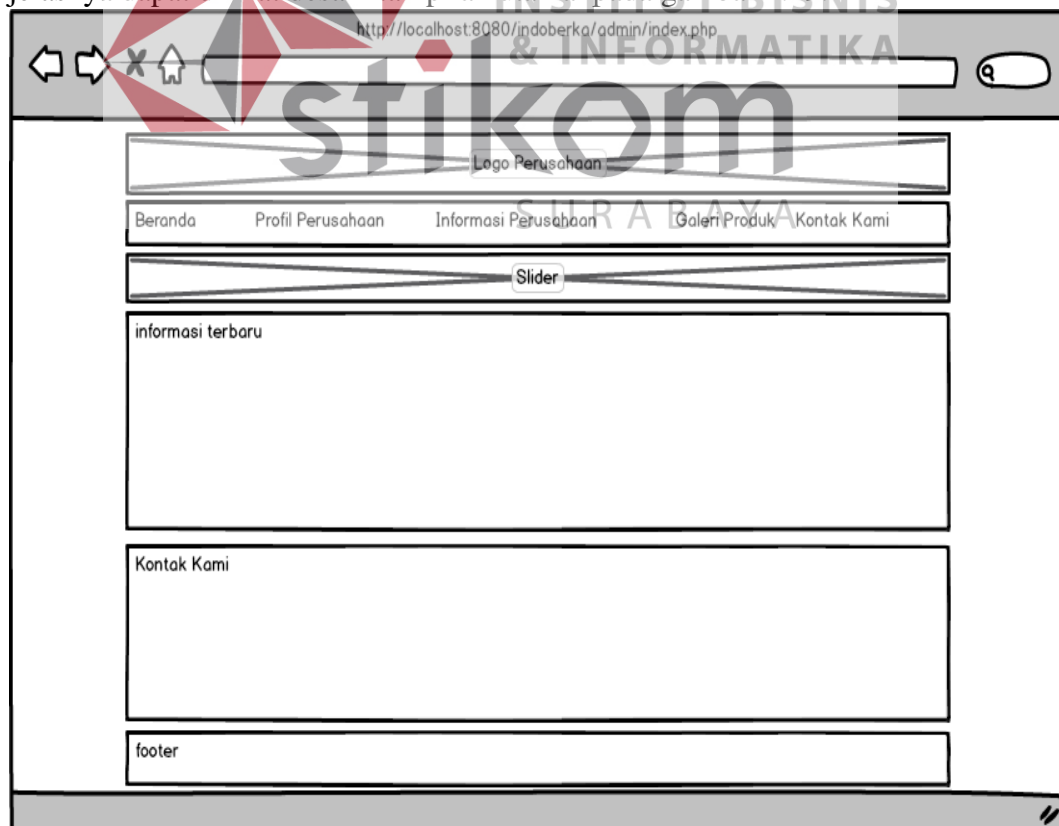 http://localhost:8080/indoberka/admin/index.php
& INFORMATIKA
stikom
SURABAYA
Logo Perusahaan
Beranda Profil Perusahaan Informasi Perusahaan Galeri Produk Kontak Kami
Slider
informasi terbaru
Kontak Kami
footer